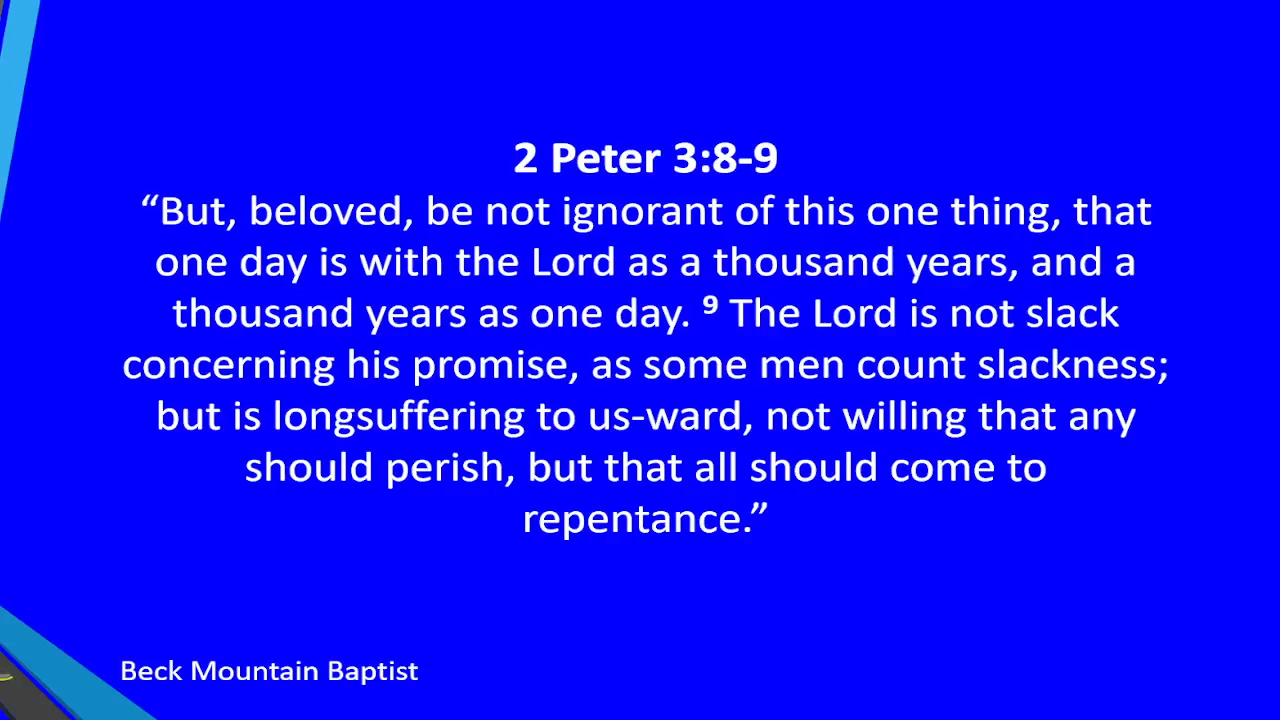 2 Peter 3:8-9
“But, beloved, be not ignorant of this one thing, that
one day is with the Lord as a thousand years, and a
thousand years as one day. ⁹ The Lord is not slack
concerning his promise, as some men count slackness;
but is longsuffering to us-ward, not willing that any
should perish, but that all should come to
repentance.”
Beck Mountain Baptist